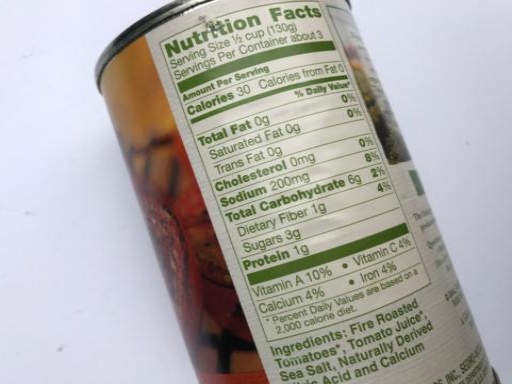 Nutrition Facts
Serving Size ½ cup (130g)
Servings Per Container about 3
Amount Per Serving
Calories 30 Calories from Fat 0
% Daily Value*
Total Fat 0g 0%
Saturated Fat 0g 0%
Trans Fat 0g
Cholesterol 0mg 0%
Sodium 200mg 8%
Total Carbohydrate 6g 2%
Dietary Fiber 1g 4%
Sugars 3g
Protein 1g
Vitamin A 10% • Vitamin C 4%
Calcium 4% • Iron 4%
* Percent Daily Values are based on a
2,000 calorie diet.
Ingredients: Fire Roasted
Tomatoes*, Tomato Juice*,
Sea Salt, Naturally Derived
Acid and Calcium